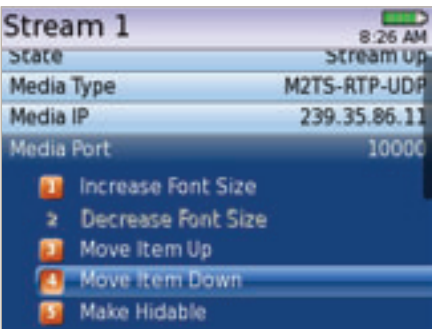 Stream 1
8:26 AM
State Stream Up
Media Type M2TS-RTP-UDP
Media IP 239.35.86.11
Media Port 10000
1 Increase Font Size
2 Decrease Font Size
3 Move Item Up
4 Move Item Down
5 Make Hidable